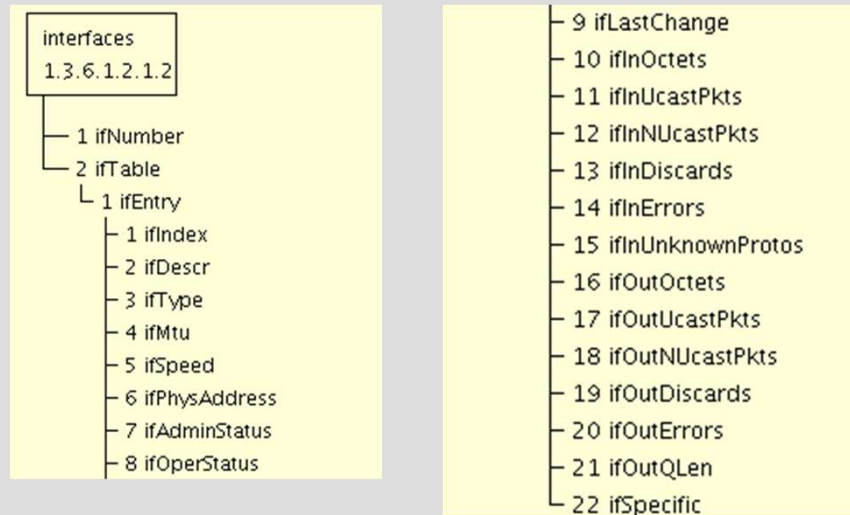 interfaces
1.3.6.1.2.1.2
1 ifNumber
2 ifTable
1 ifEntry
1 ifIndex
2 ifDescr
3 ifType
4 ifMtu
5 ifSpeed
6 ifPhysAddress
7 ifAdminStatus
8 ifOperStatus
9 ifLastChange
10 ifInOctets
11 ifInUcastPkts
12 ifInNUcastPkts
13 ifInDiscards
14 ifInErrors
15 ifInUnknownProtos
16 ifOutOctets
17 ifOutUcastPkts
18 ifOutNUcastPkts
19 ifOutDiscards
20 ifOutErrors
21 ifOutQLen
22 ifSpecific